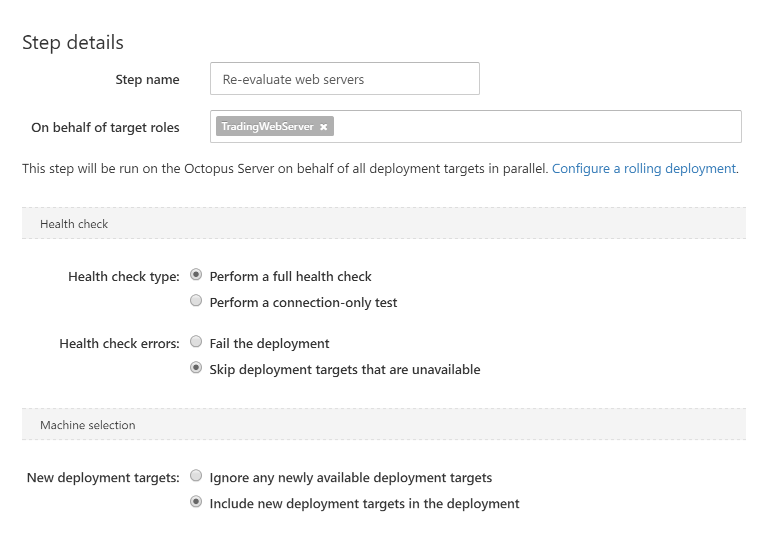 Step details
Step name Re-evaluate web servers
On behalf of target roles TradingWebServer ×
This step will be run on the Octopus Server on behalf of all deployment targets in parallel. Configure a rolling deployment.
Health check
Health check type: Perform a full health check
Perform a connection-only test
Health check errors: Fail the deployment
Skip deployment targets that are unavailable
Machine selection
New deployment targets: Ignore any newly available deployment targets
Include new deployment targets in the deployment